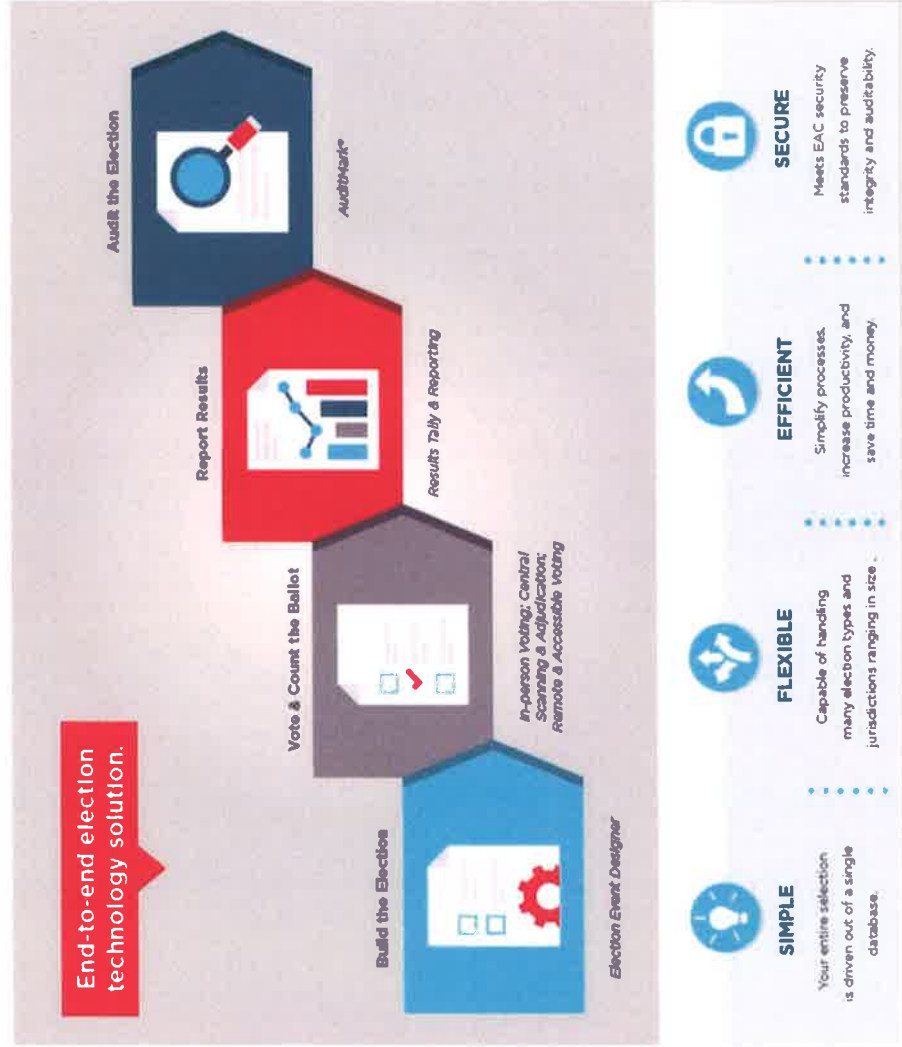 End-to-end election
technology solution.
Build the Election
Election Event Designer
Vote & Count the Ballot
In-person Voting; Central
Scanning & Adjudication;
Remote & Accessible Voting
Report Results
Results Tally & Reporting
Audit the Election
AuditMark®
SIMPLE
Your entire selection
is driven out of a single
database.
FLEXIBLE
Capable of handling
many election types and
jurisdictions ranging in size .
EFFICIENT
Simplify processes,
increase productivity, and
save time and money.
SECURE
Meets EAC security
standards to preserve
integrity and auditability.